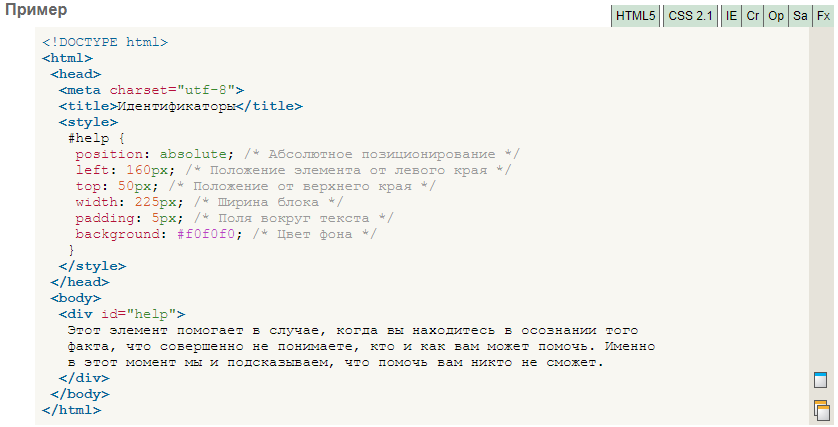 Пример
HTML5 CSS 2.1 IE Cr Op Sa Fx
<!DOCTYPE html>
<html>
<head>
<meta charset="utf-8">
<title>Идентификаторы</title>
<style>
#help {
position: absolute; /* Абсолютное позиционирование */
left: 160px; /* Положение элемента от левого края */
top: 50px; /* Положение от верхнего края */
width: 225px; /* Ширина блока */
padding: 5px; /* Поля вокруг текста */
background: #f0f0f0; /* Цвет фона */
}
</style>
</head>
<body>
<div id="help">
Этот элемент помогает в случае, когда вы находитесь в осознании того
факта, что совершенно не понимаете, кто и как вам может помочь. Именно
в этот момент мы и подсказываем, что помочь вам никто не сможет.
</div>
</body>
</html>